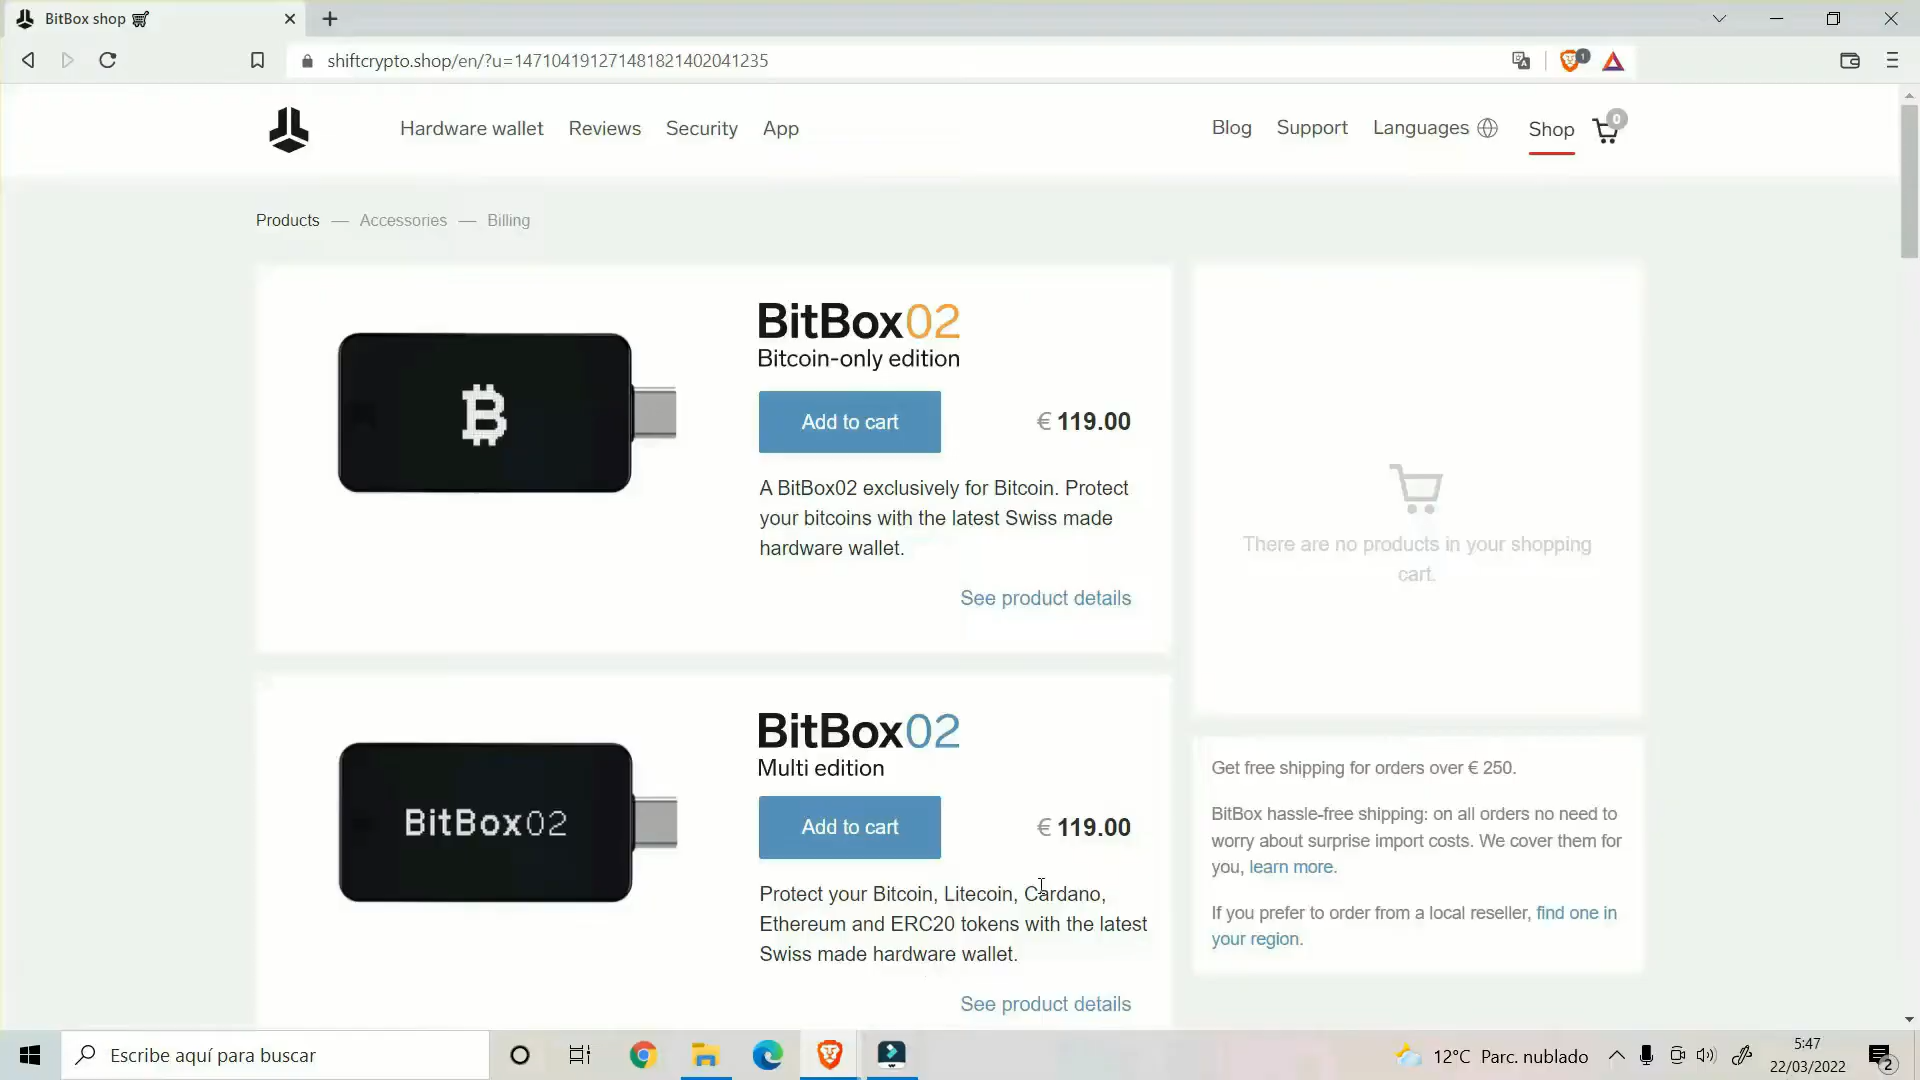 BitBox shop
shiftcrypto.shop/en/?u=147104191271481821402041235
1
Hardware wallet Reviews Security App
Blog Support Languages Shop 0
Products — Accessories — Billing
BitBox02
Bitcoin-only edition
Add to cart
€ 119.00
A BitBox02 exclusively for Bitcoin. Protect
your bitcoins with the latest Swiss made
hardware wallet.
See product details
There are no products in your shopping
cart.
BitBox02
BitBox02
Multi edition
Add to cart
€ 119.00
Protect your Bitcoin, Litecoin, Cardano,
Ethereum and ERC20 tokens with the latest
Swiss made hardware wallet.
See product details
Get free shipping for orders over € 250.
BitBox hassle-free shipping: on all orders no need to
worry about surprise import costs. We cover them for
you, learn more.
If you prefer to order from a local reseller, find one in
your region.
Escribe aquí para buscar
12°C Parc. nublado
5:47
22/03/2022
2